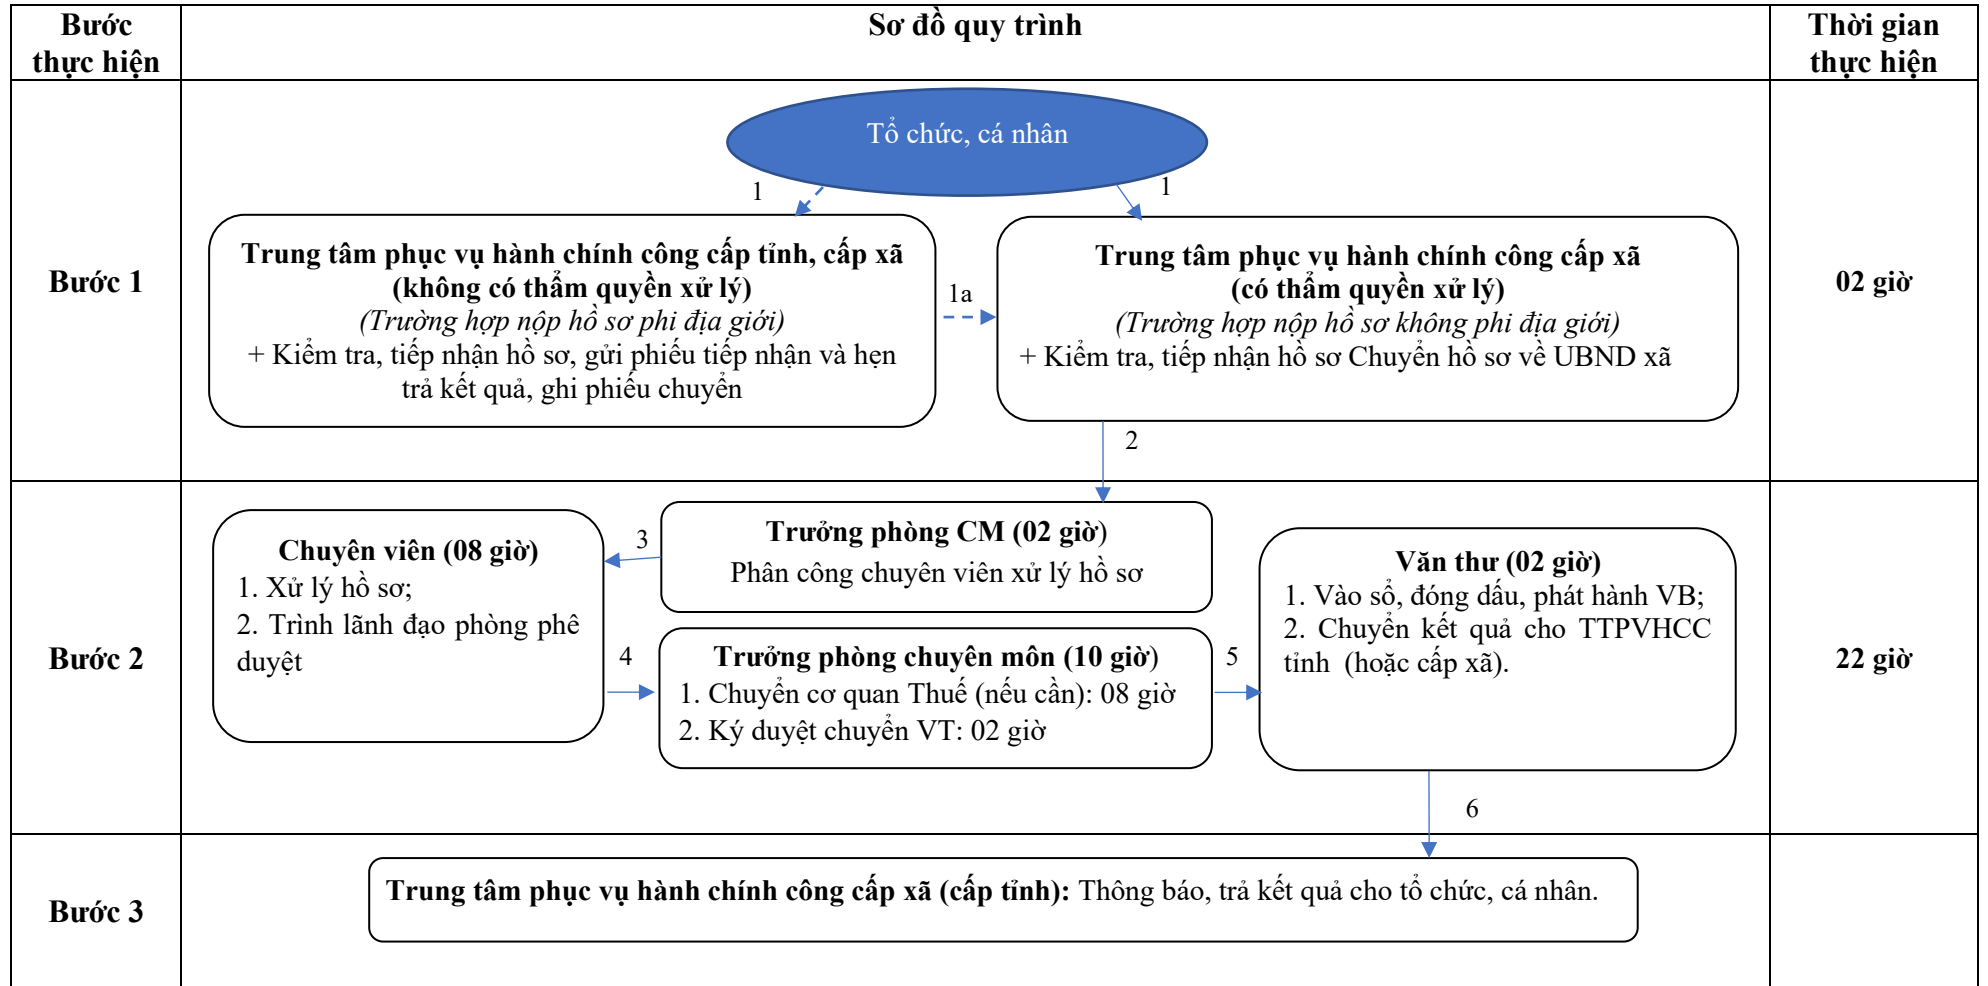 Bước
thực hiện
Sơ đồ quy trình
Thời gian
thực hiện
Bước 1
Tổ chức, cá nhân
1
1
Trung tâm phục vụ hành chính công cấp tỉnh, cấp xã
(không có thẩm quyền xử lý)
(Trường hợp nộp hồ sơ phi địa giới)
+ Kiểm tra, tiếp nhận hồ sơ, gửi phiếu tiếp nhận và hẹn
trả kết quả, ghi phiếu chuyển
1a
Trung tâm phục vụ hành chính công cấp xã
(có thẩm quyền xử lý)
(Trường hợp nộp hồ sơ không phi địa giới)
+ Kiểm tra, tiếp nhận hồ sơ Chuyển hồ sơ về UBND xã
02 giờ
2
Bước 2
Trưởng phòng CM (02 giờ)
Phân công chuyên viên xử lý hồ sơ
3
Chuyên viên (08 giờ)
1. Xử lý hồ sơ;
2. Trình lãnh đạo phòng phê
duyệt
4
Trưởng phòng chuyên môn (10 giờ)
1. Chuyển cơ quan Thuế (nếu cần): 08 giờ
2. Ký duyệt chuyển VT: 02 giờ
5
Văn thư (02 giờ)
1. Vào sổ, đóng dấu, phát hành VB;
2. Chuyển kết quả cho TTPVHCC
tỉnh (hoặc cấp xã).
22 giờ
6
Bước 3
Trung tâm phục vụ hành chính công cấp xã (cấp tỉnh): Thông báo, trả kết quả cho tổ chức, cá nhân.